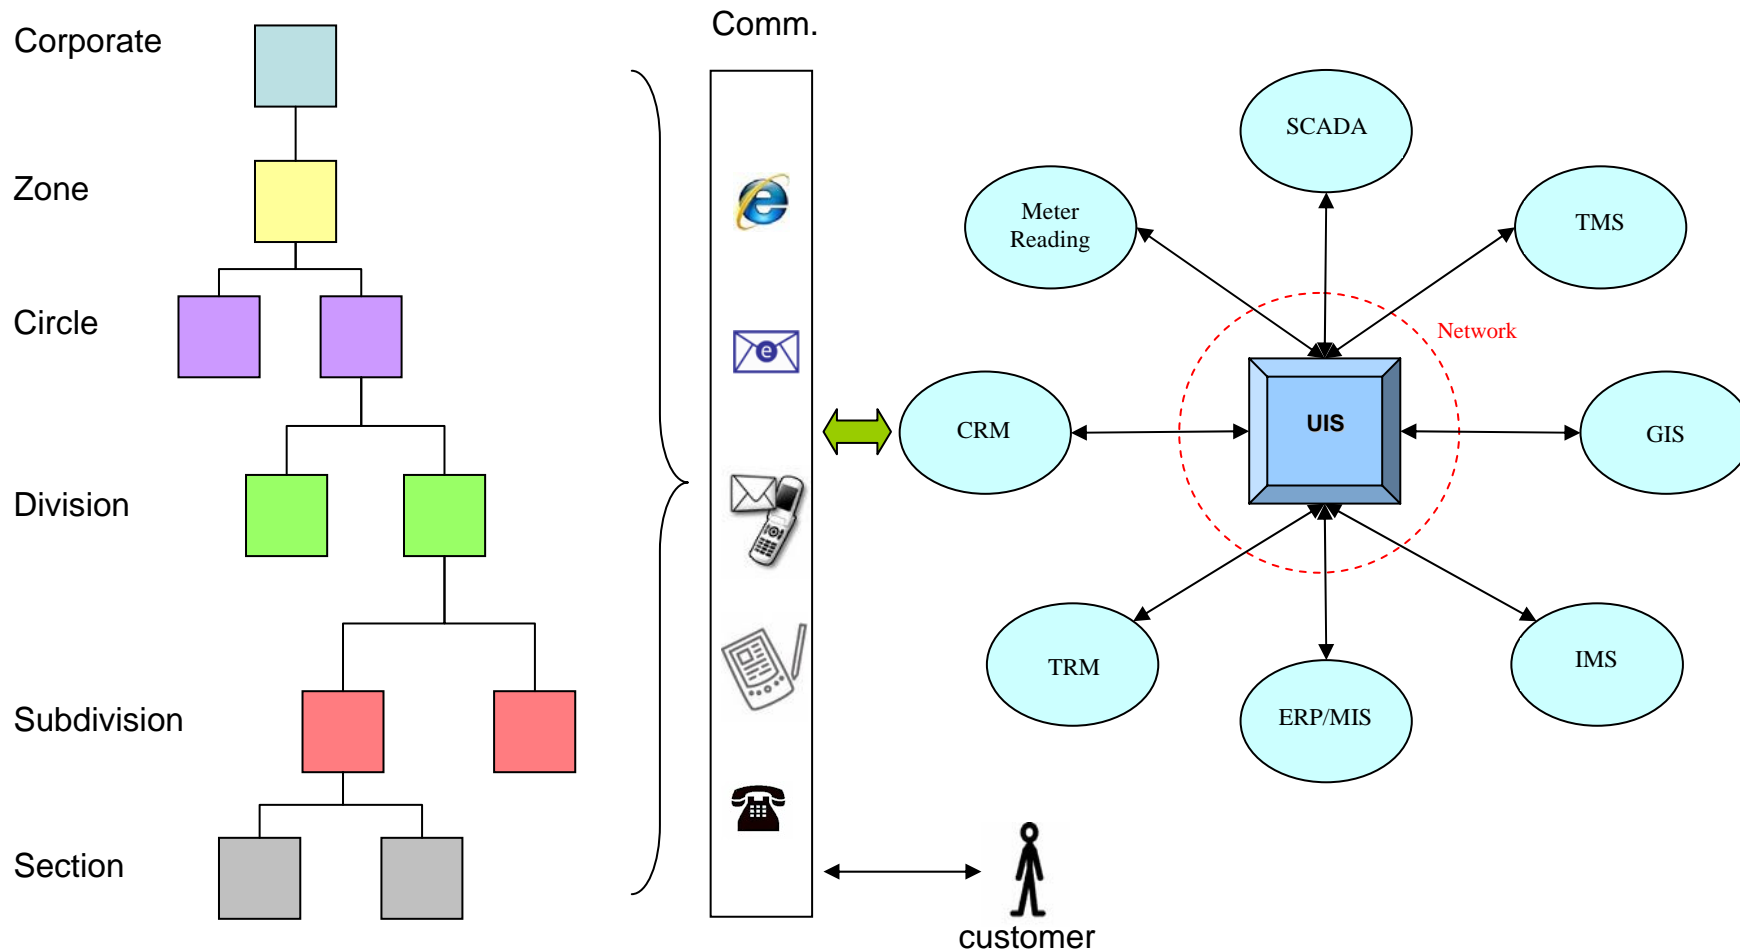 Comm.
Corporate
Zone
Circle
Division
Subdivision
Section
SCADA
Meter
Reading
TMS
Network
CRM
UIS
GIS
TRM
ERP/MIS
IMS
customer
e
e